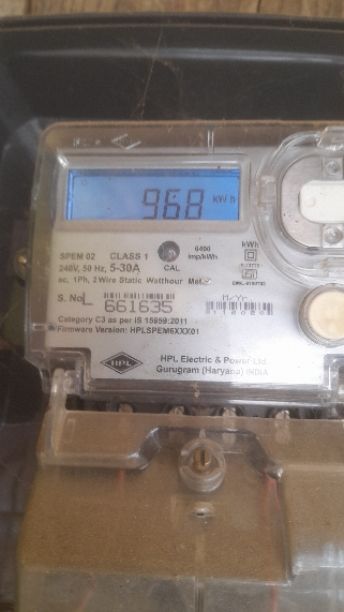 968 kWh
SPEM 02 CLASS 1
6400 imp/kWh
kWh
240V, 50 Hz, 5-30A
CAL
ac, 1Ph, 2 Wire Static Watthour Meter
S. No L 661635
Category C3 as per IS 15959:2011
Firmware Version: HPLSPEM6XXX01
HPL
HPL Electric & Power Ltd.
Gurugram (Haryana) INDIA